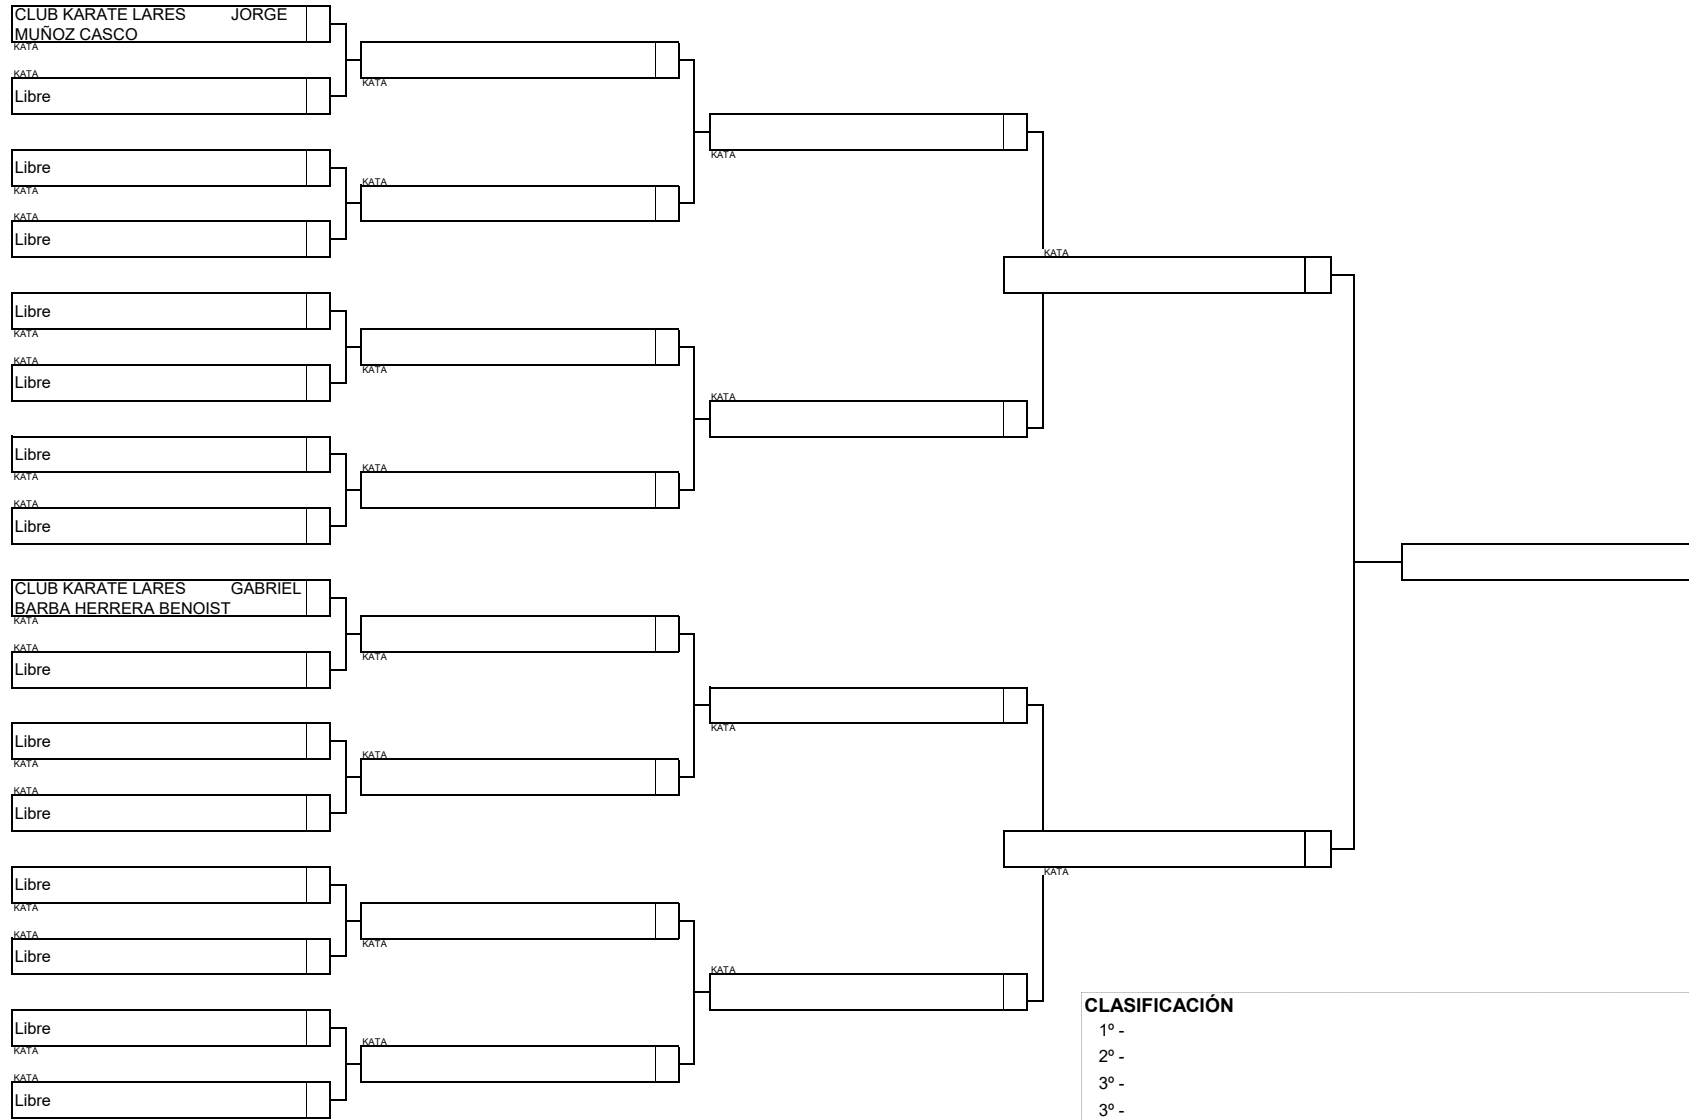 CLUB KARATE LARES JORGE
MUÑOZ CASCO
KATA
KATA
Libre
Libre
KATA
KATA
Libre
Libre
KATA
KATA
Libre
Libre
KATA
KATA
Libre
CLUB KARATE LARES GABRIEL
BARBA HERRERA BENOIST
KATA
KATA
Libre
Libre
KATA
KATA
Libre
Libre
KATA
KATA
Libre
Libre
KATA
KATA
Libre
KATA
KATA
KATA
KATA
KATA
KATA
KATA
KATA
KATA
KATA
KATA
KATA
KATA
KATA
CLASIFICACIÓN
1º -
2º -
3º -
3º -